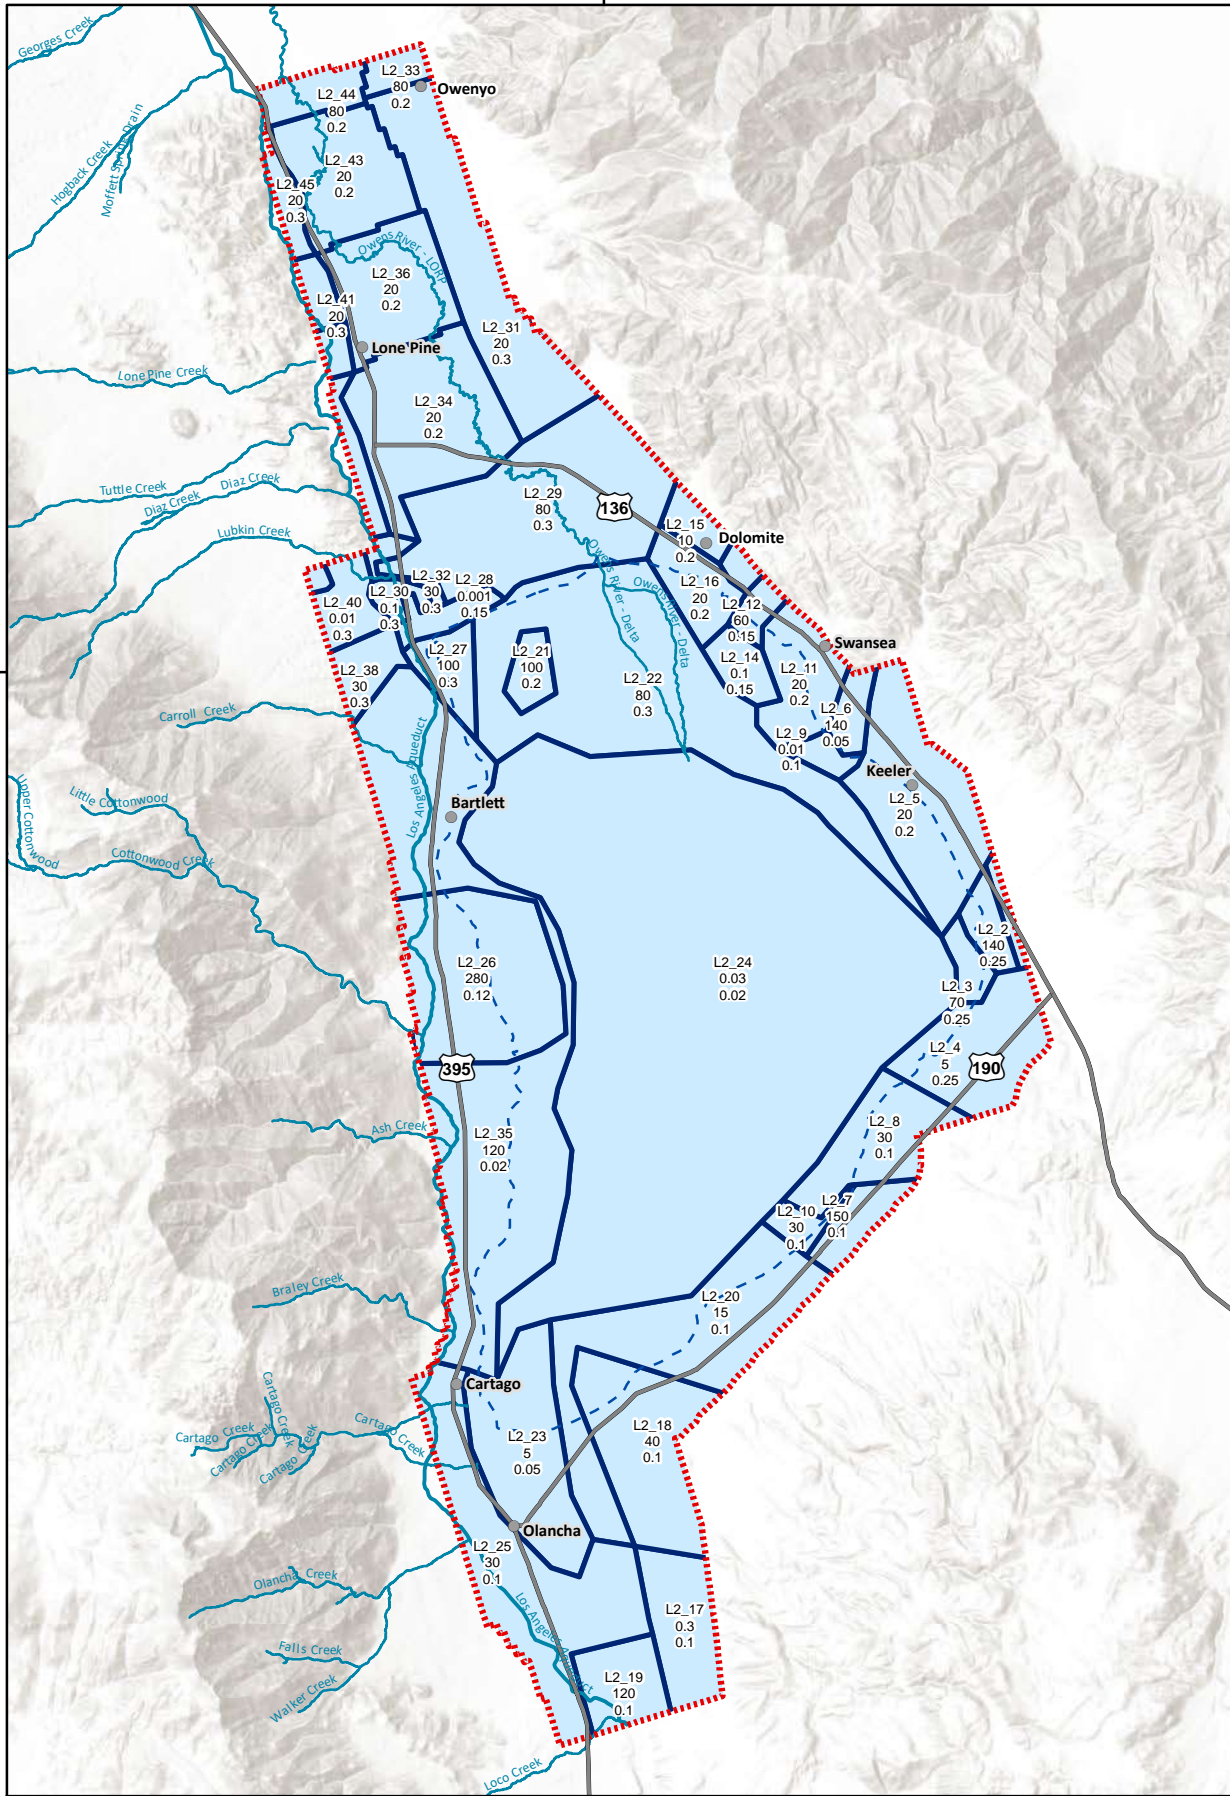 Georges Creek
Hogback Creek
Moffett Spring Drain
L2_33
80
0.2
Owenyo
L2_44
80
0.2
L2_43
20
0.2
L2_45
20
0.3
Owens River - LORP
L2_36
20
0.2
L2_41
20
0.3
L2_31
20
0.3
Lone Pine
Lone Pine Creek
L2_34
20
0.2
Tuttle Creek
Diaz Creek
Diaz Creek
Lubkin Creek
L2_29
80
0.3
136
L2_15
10
0.2
Dolomite
Owens River - Delta
Owens River - Delta
L2_16
20
0.2
L2_12
60
0.15
L2_40
0.01
0.3
L2_30
0.1
0.3
L2_32
30
0.3
L2_28
0.001
0.15
Swansea
L2_38
30
0.3
L2_27
100
0.3
L2_21
100
0.2
L2_22
80
0.3
L2_14
0.1
0.15
L2_11
20
0.2
L2_6
140
0.05
L2_9
0.01
0.1
Carroll Creek
Los Angeles Aqueduct
Keeler
L2_5
20
0.2
Upper Cottonwood
Little Cottonwood
Cottonwood Creek
Bartlett
L2_26
280
0.12
L2_24
0.03
0.02
L2_2
140
0.25
L2_3
70
0.25
L2_4
5
0.25
190
395
Ash Creek
L2_35
120
0.02
L2_8
30
0.1
L2_10
30
0.1
L2_7
150
0.1
Braley Creek
L2_20
15
0.1
Cartago
Cartago Creek
Cartago Creek
Cartago Creek
Cartago Creek
Cartago Creek
L2_23
5
0.05
L2_18
40
0.1
Olancha
L2_25
30
0.1
Olancha Creek
Los Angeles Aqueduct
Falls Creek
Walker Creek
L2_17
0.3
0.1
L2_19
120
0.1
Loco Creek